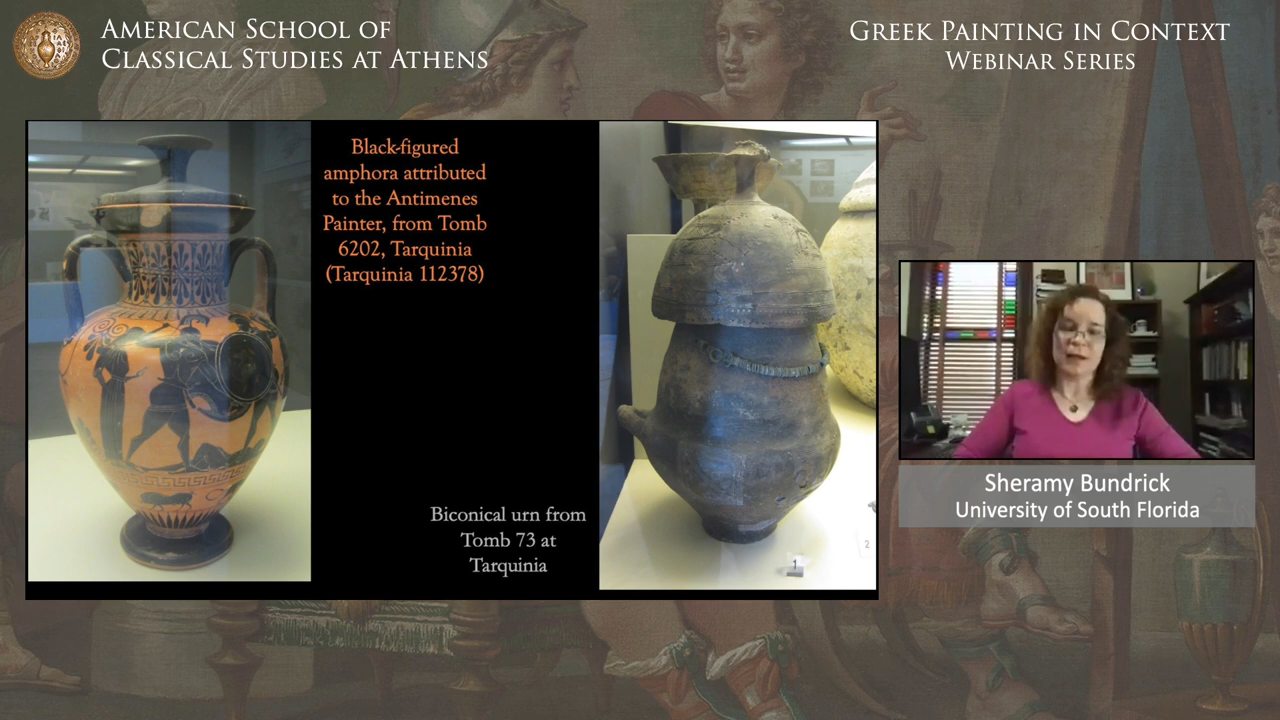 AMERICAN SCHOOL OF
CLASSICAL STUDIES AT ATHENS
GREEK PAINTING IN CONTEXT
WEBINAR SERIES
Black-figured
amphora attributed
to the Antimenes
Painter, from Tomb
6202, Tarquinia
(Tarquinia 112378)
Biconical urn from
Tomb 73 at
Tarquinia
1
2
Sheramy Bundrick
University of South Florida